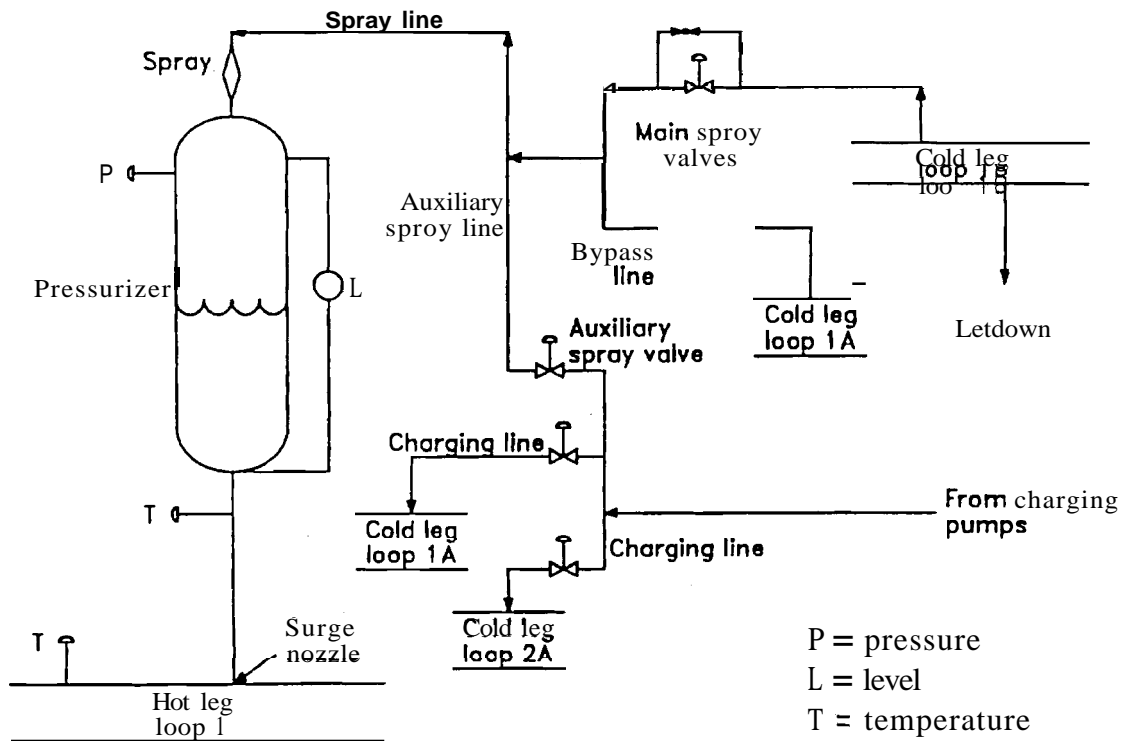 Spray line
Spray
Main sproy
valves
Cold leg
loop
loo
P
Auxiliary
sproy line
Bypass
line
Pressurizer
L
Cold leg
loop 1A
Letdown
Auxiliary
spray valve
Charging line
T
Cold leg
loop 1A
From charging
pumps
Charging line
Cold leg
loop 2A
T
Surge
nozzle
Hot leg
loop 1
P = pressure
L = level
T = temperature